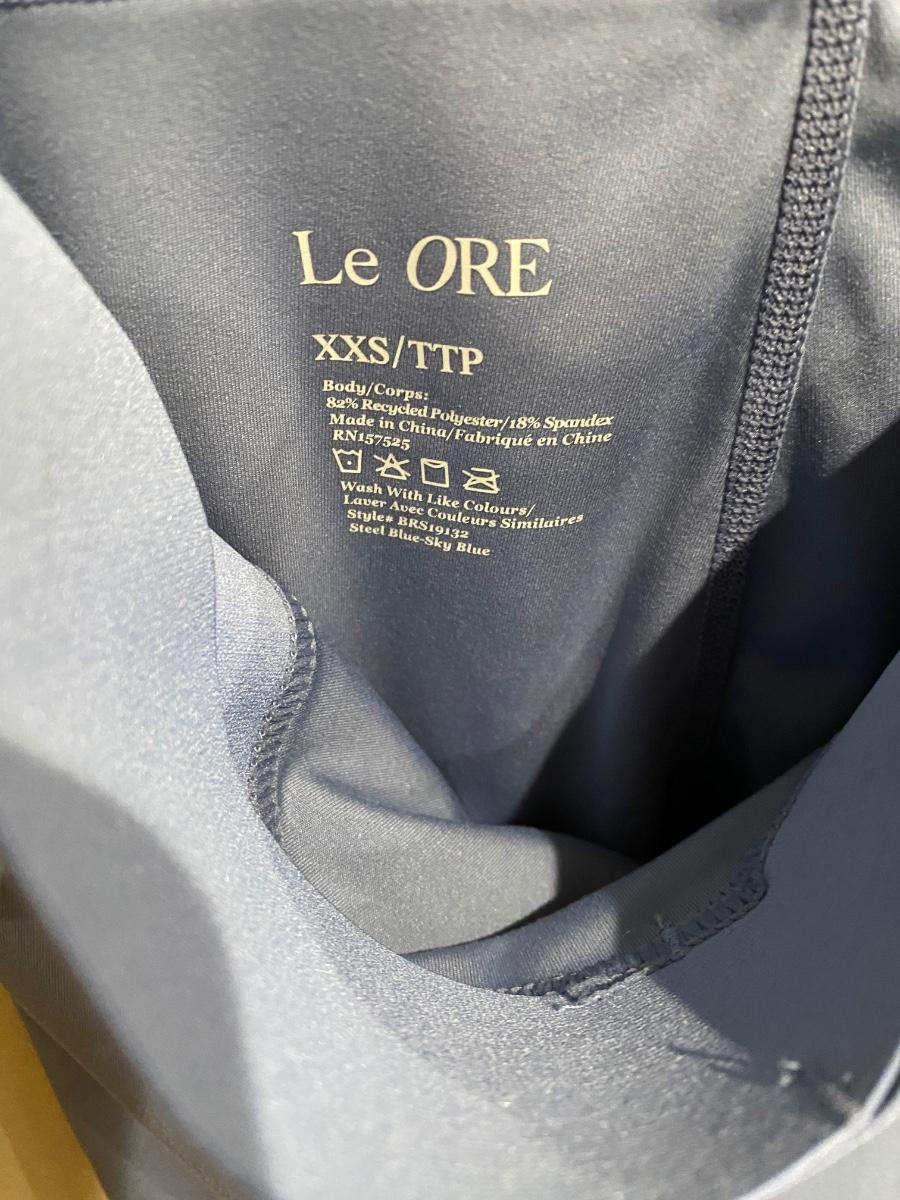 Le ORE
XXS/TTP
Body/Corps:
82% Recycled Polyester/18% Spandex
Made in China/Fabriqué en Chine
RN157525
Wash With Like Colours/
Laver Avec Couleurs Similaires
Style# BRS19132
Steel Blue-Sky Blue